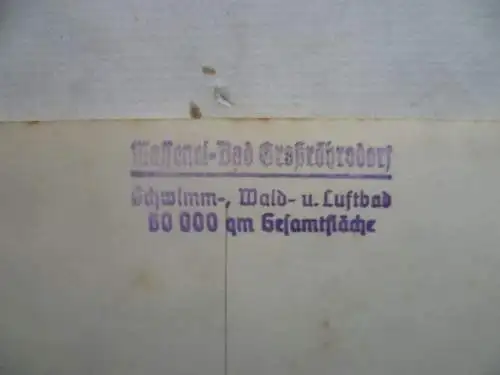 Massenei-Bad Großröhrsdorf
Schwimm-, Wald- u. Luftbad
60 000 qm Gesamtfläche